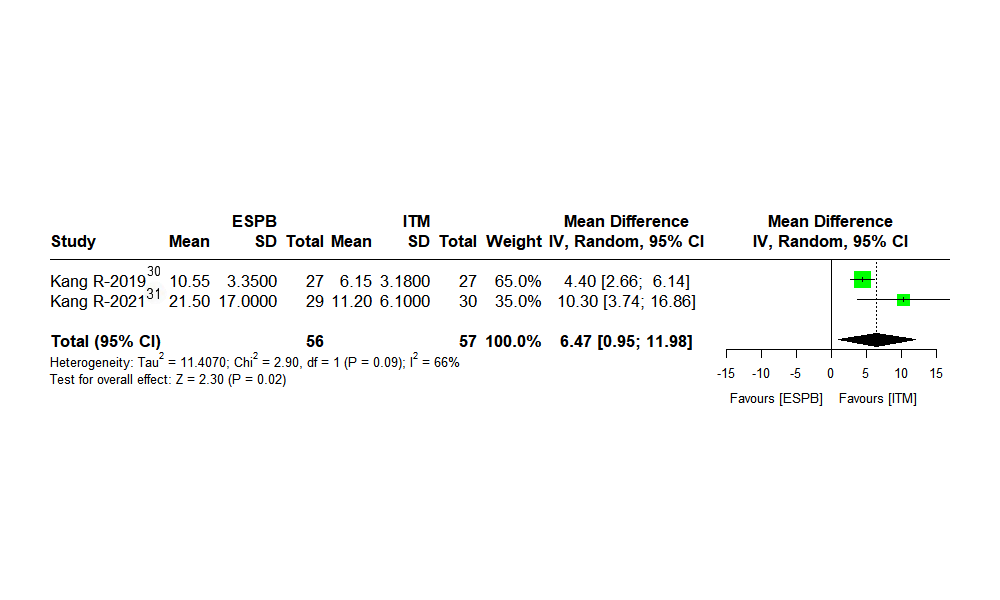 ESPB ITM Mean Difference Mean Difference
Study Mean SD Total Mean SD Total Weight IV, Random, 95% CI IV, Random, 95% CI
Kang R-2019 30 10.55 3.3500 27 6.15 3.1800 27 65.0% 4.40 [2.66; 6.14]
Kang R-2021 31 21.50 17.0000 29 11.20 6.1000 30 35.0% 10.30 [3.74; 16.86]
Total (95% CI) 56 57 100.0% 6.47 [0.95; 11.98]
Heterogeneity: Tau2 = 11.4070; Chi2 = 2.90, df = 1 (P = 0.09); I2 = 66%
Test for overall effect: Z = 2.30 (P = 0.02)
-15 -10 -5 0 5 10 15
Favours [ESPB] Favours [ITM]